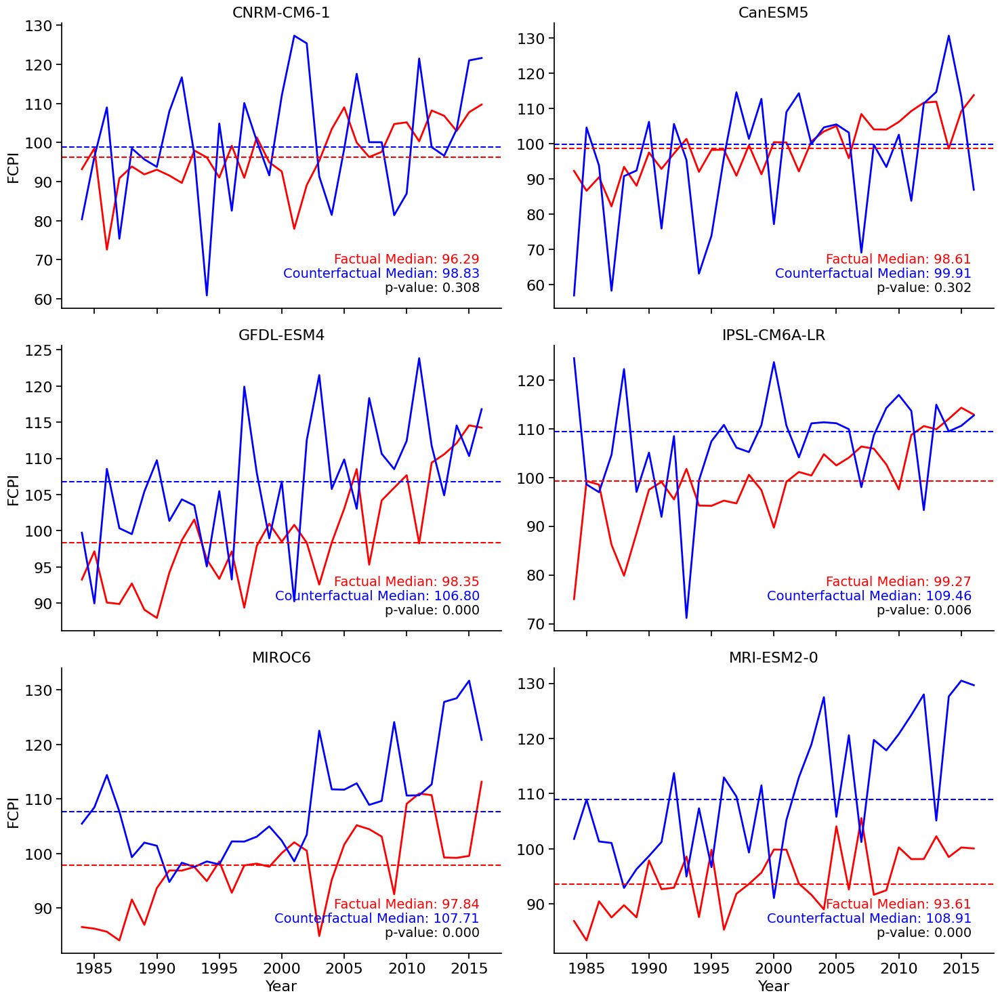 CNRM-CM6-1
130
120
110
100
90
80
70
60
FCPI
Factual Median: 96.29
Counterfactual Median: 98.83
p-value: 0.308
CanESM5
130
120
110
100
90
80
70
60
Factual Median: 98.61
Counterfactual Median: 99.91
p-value: 0.302
GFDL-ESM4
125
120
115
110
105
100
95
90
FCPI
Factual Median: 98.35
Counterfactual Median: 106.80
p-value: 0.000
IPSL-CM6A-LR
120
110
100
90
80
70
Factual Median: 99.27
Counterfactual Median: 109.46
p-value: 0.006
MIROC6
130
120
110
100
90
FCPI
Factual Median: 97.84
Counterfactual Median: 107.71
p-value: 0.000
1985 1990 1995 2000 2005 2010 2015
Year
MRI-ESM2-0
130
120
110
100
90
Factual Median: 93.61
Counterfactual Median: 108.91
p-value: 0.000
1985 1990 1995 2000 2005 2010 2015
Year